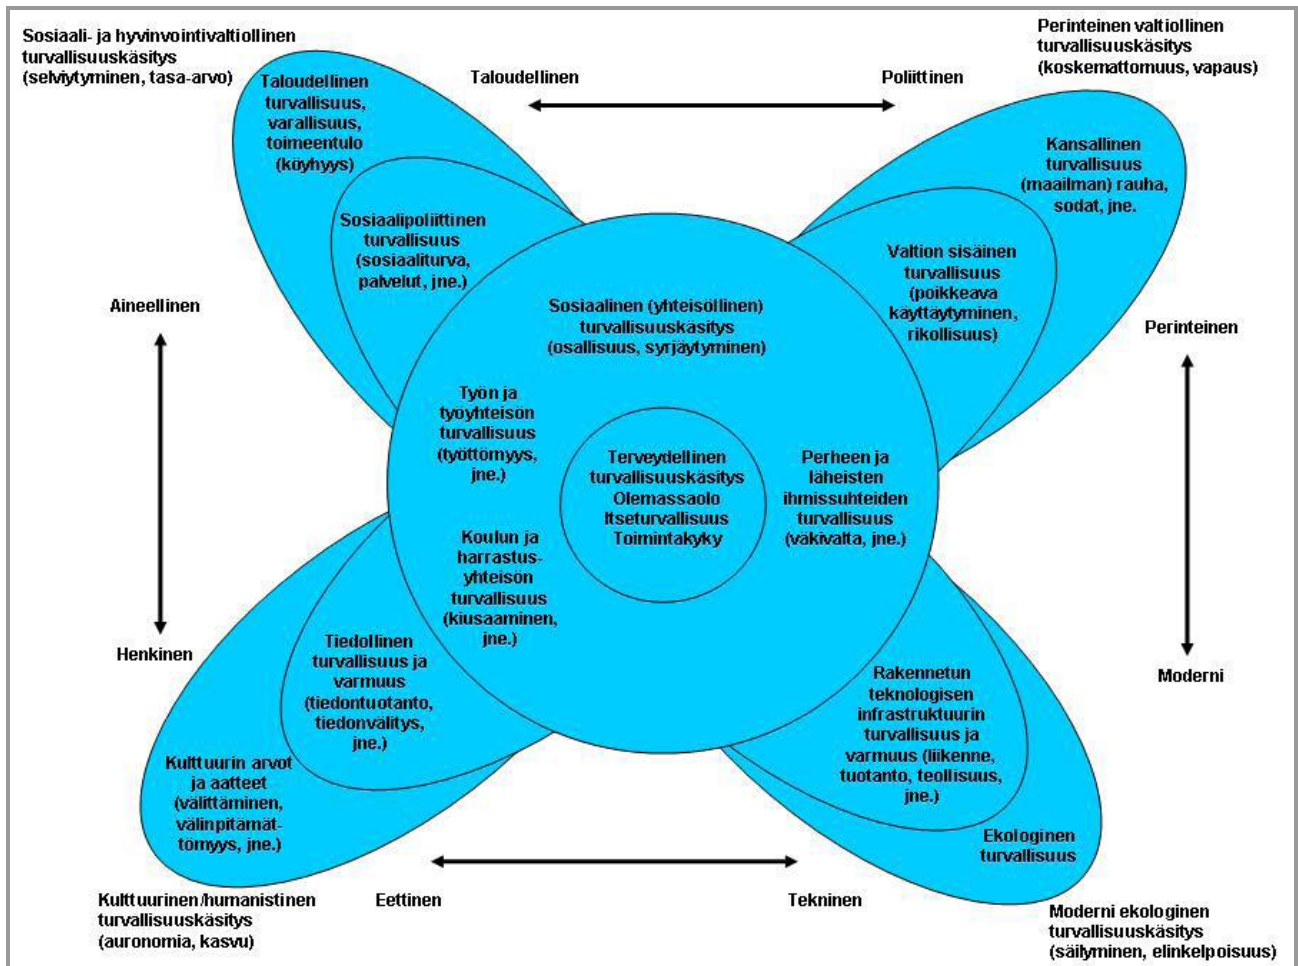 Sosiaali- ja hyvinvointivaltiollinen
turvallisuuskäsitys
(selviytyminen, tasa-arvo)
Perinteinen valtiollinen
turvallisuuskäsitys
(koskemattomuus, vapaus)
Taloudellinen
Poliittinen
Taloudellinen
turvallisuus,
varallisuus,
toimeentulo
(köyhyys)
Kansallinen
turvallisuus
(maailman) rauha,
sodat, jne.
Sosiaalipoliittinen
turvallisuus
(sosiaaliturva,
palvelut, jne.)
Valtion sisäinen
turvallisuus
(poikkeava
käyttäytyminen,
rikollisuus)
Aineellinen
Sosiaalinen (yhteisöllinen)
turvallisuuskäsitys
(osallisuus, syrjäytyminen)
Perinteinen
Työn ja
työyhteisön
turvallisuus
(työttömyys,
jne.)
Terveydellinen
turvallisuuskäsitys
Olemassaolo
Itseturvallisuus
Toimintakyky
Perheen ja
läheisten
ihmissuhteiden
turvallisuus
(väkivalta, jne.)
Koulun ja
harrastus-
yhteisön
turvallisuus
(kiusaaminen,
jne.)
Henkinen
Tiedollinen
turvallisuus ja
varmuus
(tiedontuotanto,
tiedonvälitys,
jne.)
Rakennetun
teknologisen
infrastruktuurin
turvallisuus ja
varmuus (liikenne,
tuotanto, teollisuus,
jne.)
Moderni
Kulttuurin arvot
ja aatteet
(välittäminen,
välinpitämät-
tömyys, jne.)
Ekologinen
turvallisuus
Kulttuurinen/humanistinen
turvallisuuskäsitys
(auronomia, kasvu)
Eettinen
Tekninen
Moderni ekologinen
turvallisuuskäsitys
(säilyminen, elinkelpoisuus)